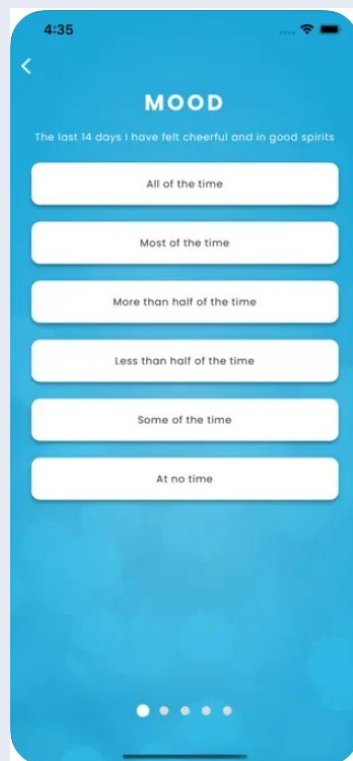 4:35
MOOD
The last 14 days I have felt cheerful and in good spirits
All of the time
Most of the time
More than half of the time
Less than half of the time
Some of the time
At no time